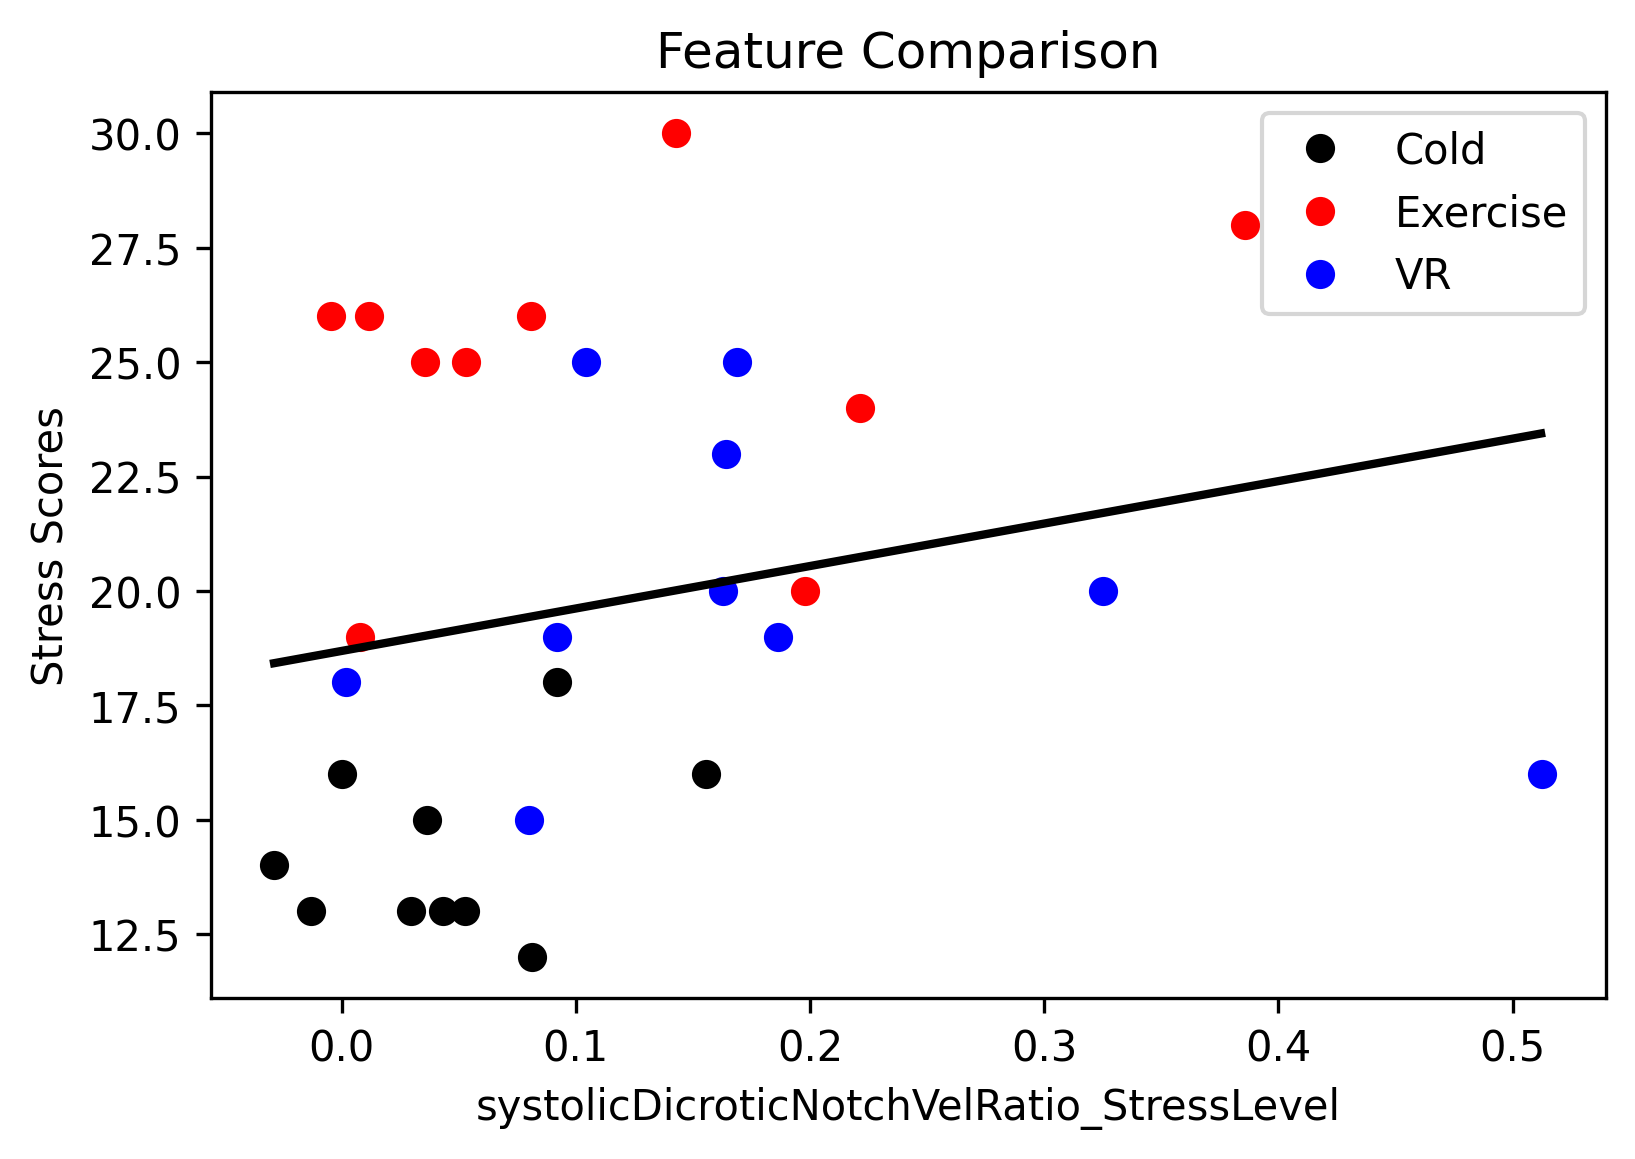 Feature Comparison
30.0
27.5
25.0
22.5
20.0
17.5
15.0
12.5
Stress Scores
Cold
Exercise
VR
0.0 0.1 0.2 0.3 0.4 0.5
systolicDicroticNotchVelRatio_StressLevel